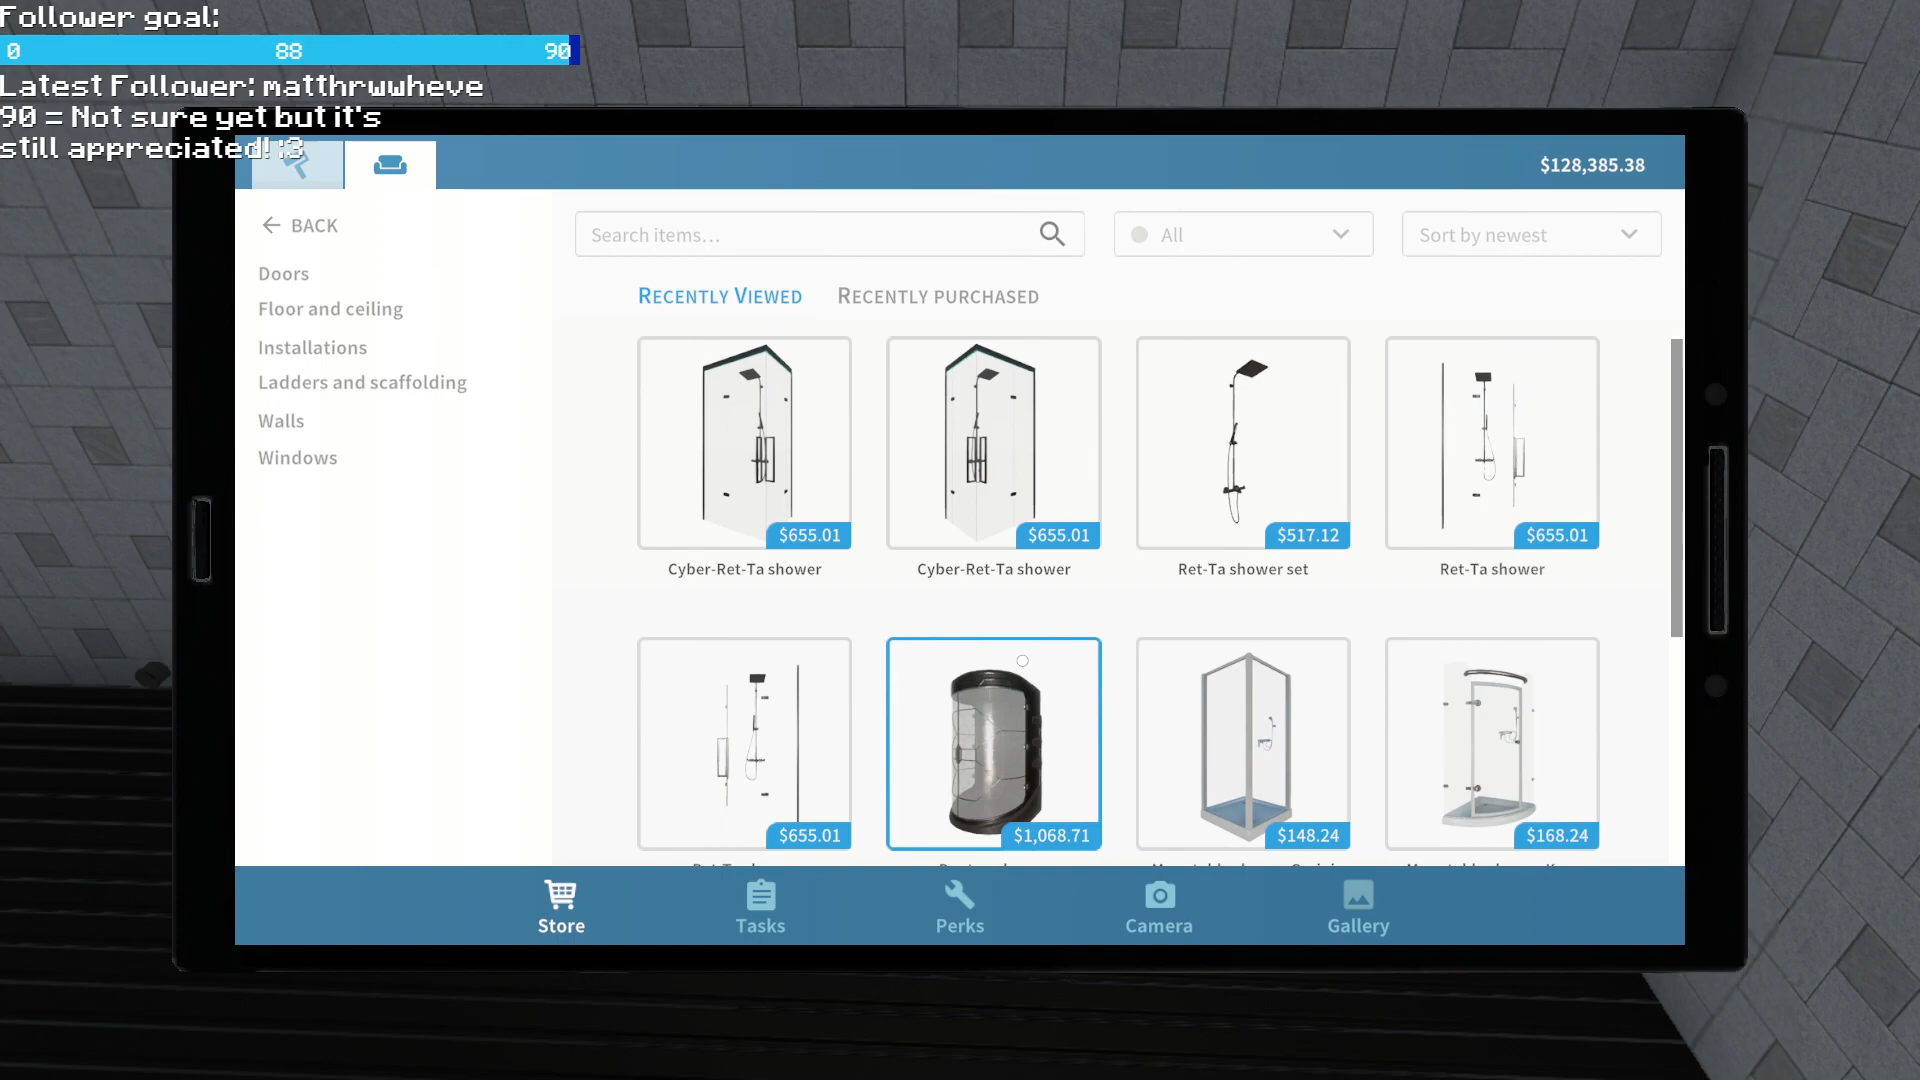 Follower goal:
0 88 90
Latest Follower: matthrwwheve
90 = Not sure yet but it's
still appreciated! :3
$128,385.38
BACK
Search items...
All
Sort by newest
Doors
Floor and ceiling
Installations
Ladders and scaffolding
Walls
Windows
RECENTLY VIEWED
RECENTLY PURCHASED
$655.01
$655.01
$517.12
$655.01
Cyber-Ret-Ta shower
Cyber-Ret-Ta shower
Ret-Ta shower set
Ret-Ta shower
$655.01
$1,068.71
$148.24
$168.24
Store
Tasks
Perks
Camera
Gallery